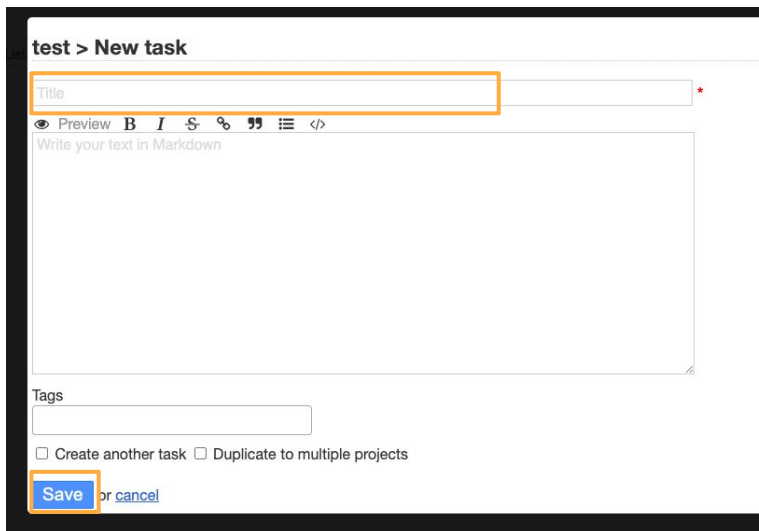 List
test > New task
Title *
Preview B I S
Write your text in Markdown
Tags
Create another task Duplicate to multiple projects
Save or cancel